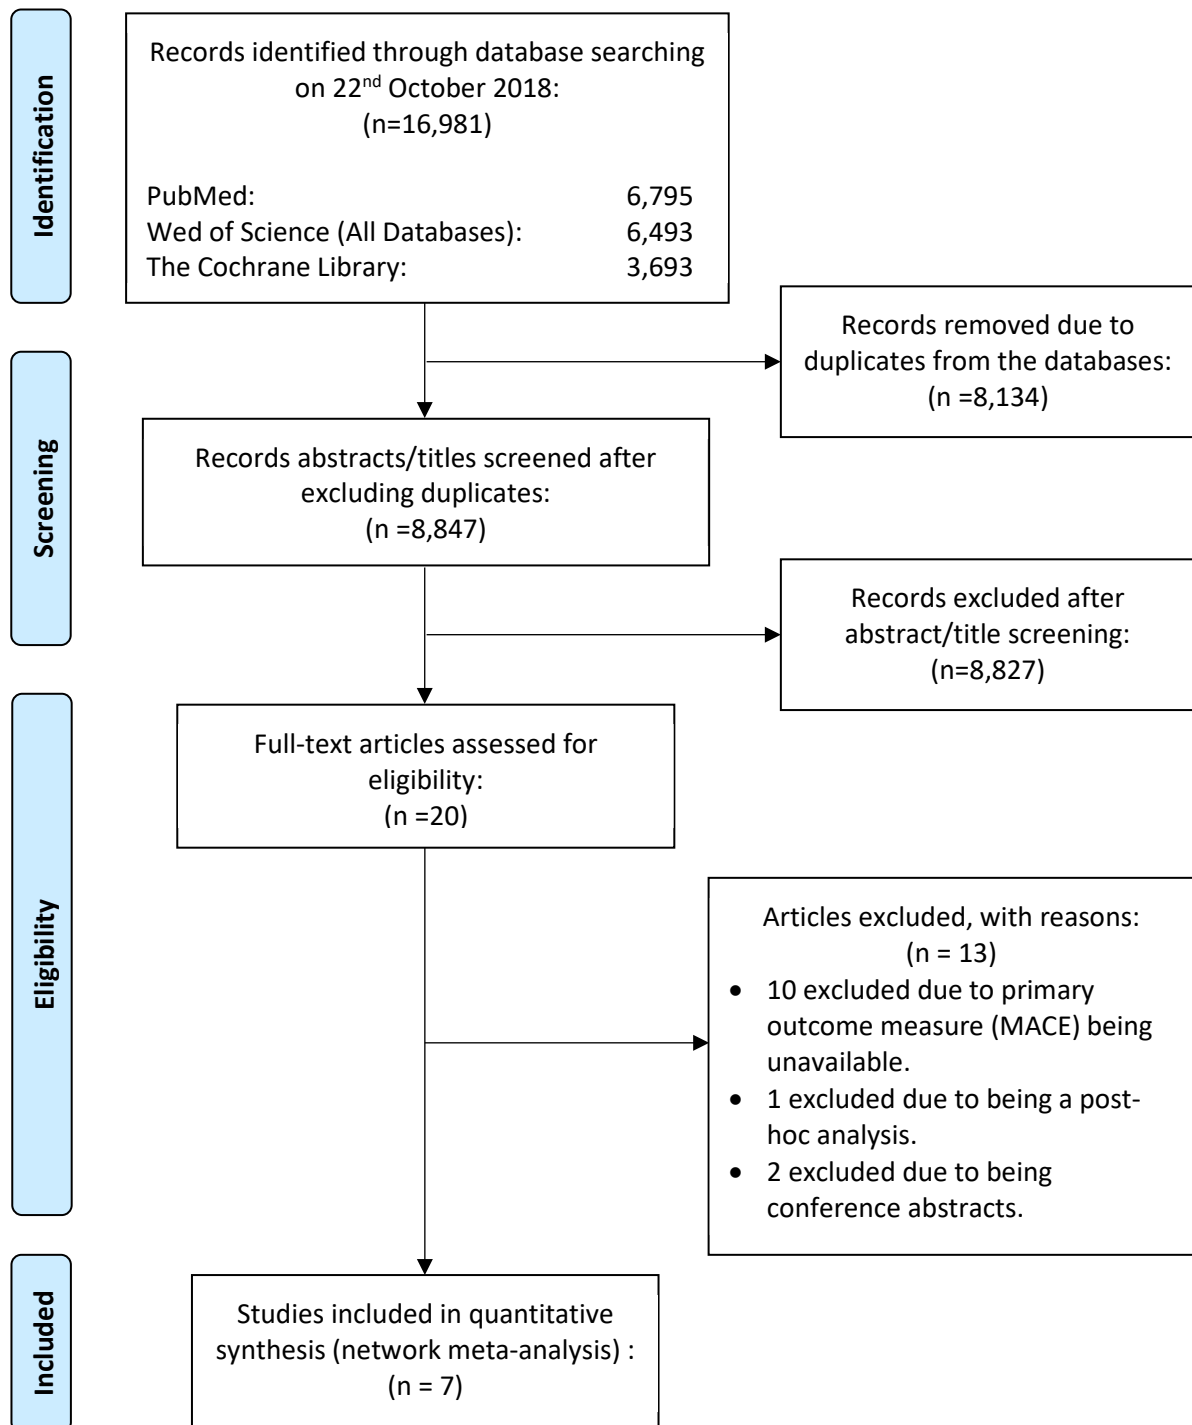 Identification
Records identified through database searching
on 22nd October 2018:
(n=16,981)
PubMed: 6,795
Wed of Science (All Databases): 6,493
The Cochrane Library: 3,693
Records removed due to
duplicates from the databases:
(n =8,134)
Screening
Records abstracts/titles screened after
excluding duplicates:
(n =8,847)
Records excluded after
abstract/title screening:
(n=8,827)
Eligibility
Full-text articles assessed for
eligibility:
(n =20)
Articles excluded, with reasons:
(n = 13)
• 10 excluded due to primary
outcome measure (MACE) being
unavailable.
• 1 excluded due to being a post-
hoc analysis.
• 2 excluded due to being
conference abstracts.
Included
Studies included in quantitative
synthesis (network meta-analysis) :
(n = 7)